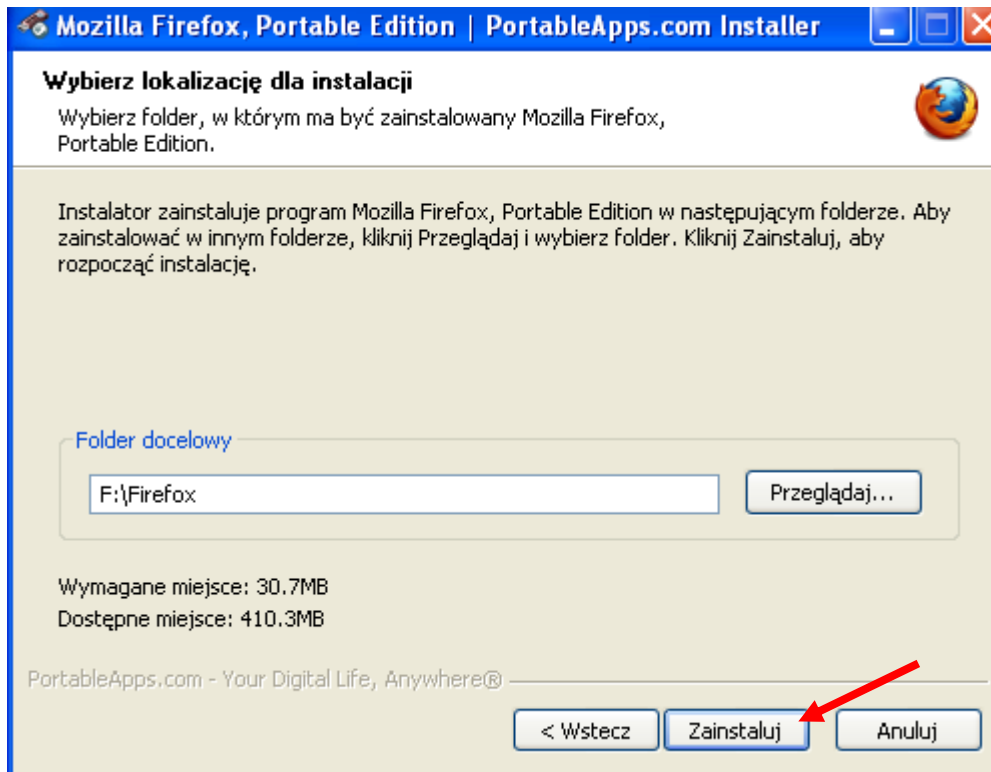 Mozilla Firefox, Portable Edition | PortableApps.com Installer
Wybierz lokalizację dla instalacji
Wybierz folder, w którym ma być zainstalowany Mozilla Firefox,
Portable Edition.
Instalator zainstaluje program Mozilla Firefox, Portable Edition w następującym folderze. Aby
zainstalować w innym folderze, kliknij Przeglądaj i wybierz folder. Kliknij Zainstaluj, aby
rozpocząć instalację.
Folder docelowy
F:\Firefox
Przeglądaj...
Wymagane miejsce: 30.7MB
Dostępne miejsce: 410.3MB
PortableApps.com - Your Digital Life, Anywhere®
< Wstecz
Zainstaluj
Anuluj